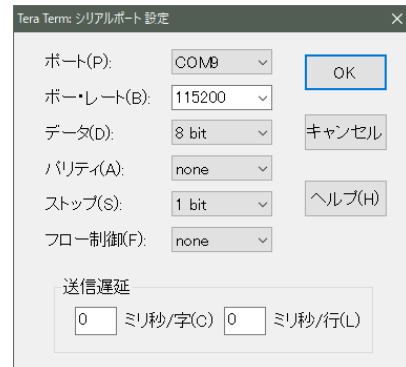 Tera Term: シリアルポート 設定
ポート(P): COM9 OK
ボー・レート(B): 115200
データ(D): 8 bit キャンセル
パリティ(A): none
ストップ(S): 1 bit ヘルプ(H)
フロー制御(F): none
送信遅延
0 ミリ秒/字(C) 0 ミリ秒/行(L)